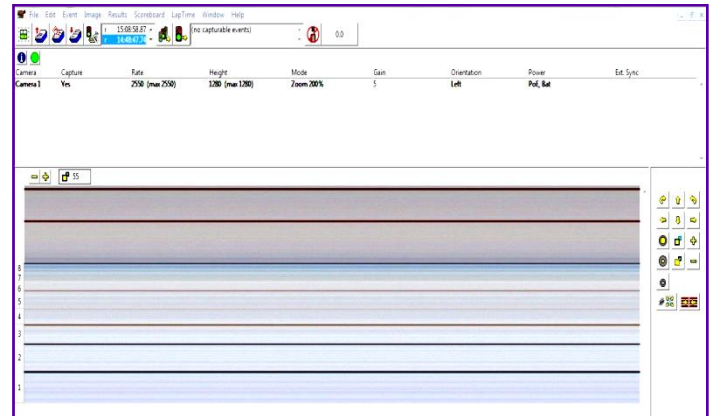 File Edit Event Image Results Scoreboard LapTime Window Help
r 15:08:58.87
r 14:48:47.74
(no capturable events)
0.0
Camera Capture Rate Height Mode Gain Orientation Power Ext. Sync
Camera 1 Yes 2550 (max 2550) 1280 (max 1280) Zoom 200% 5 Left PoE, Bat
55
8
7
6
5
4
3
2
1